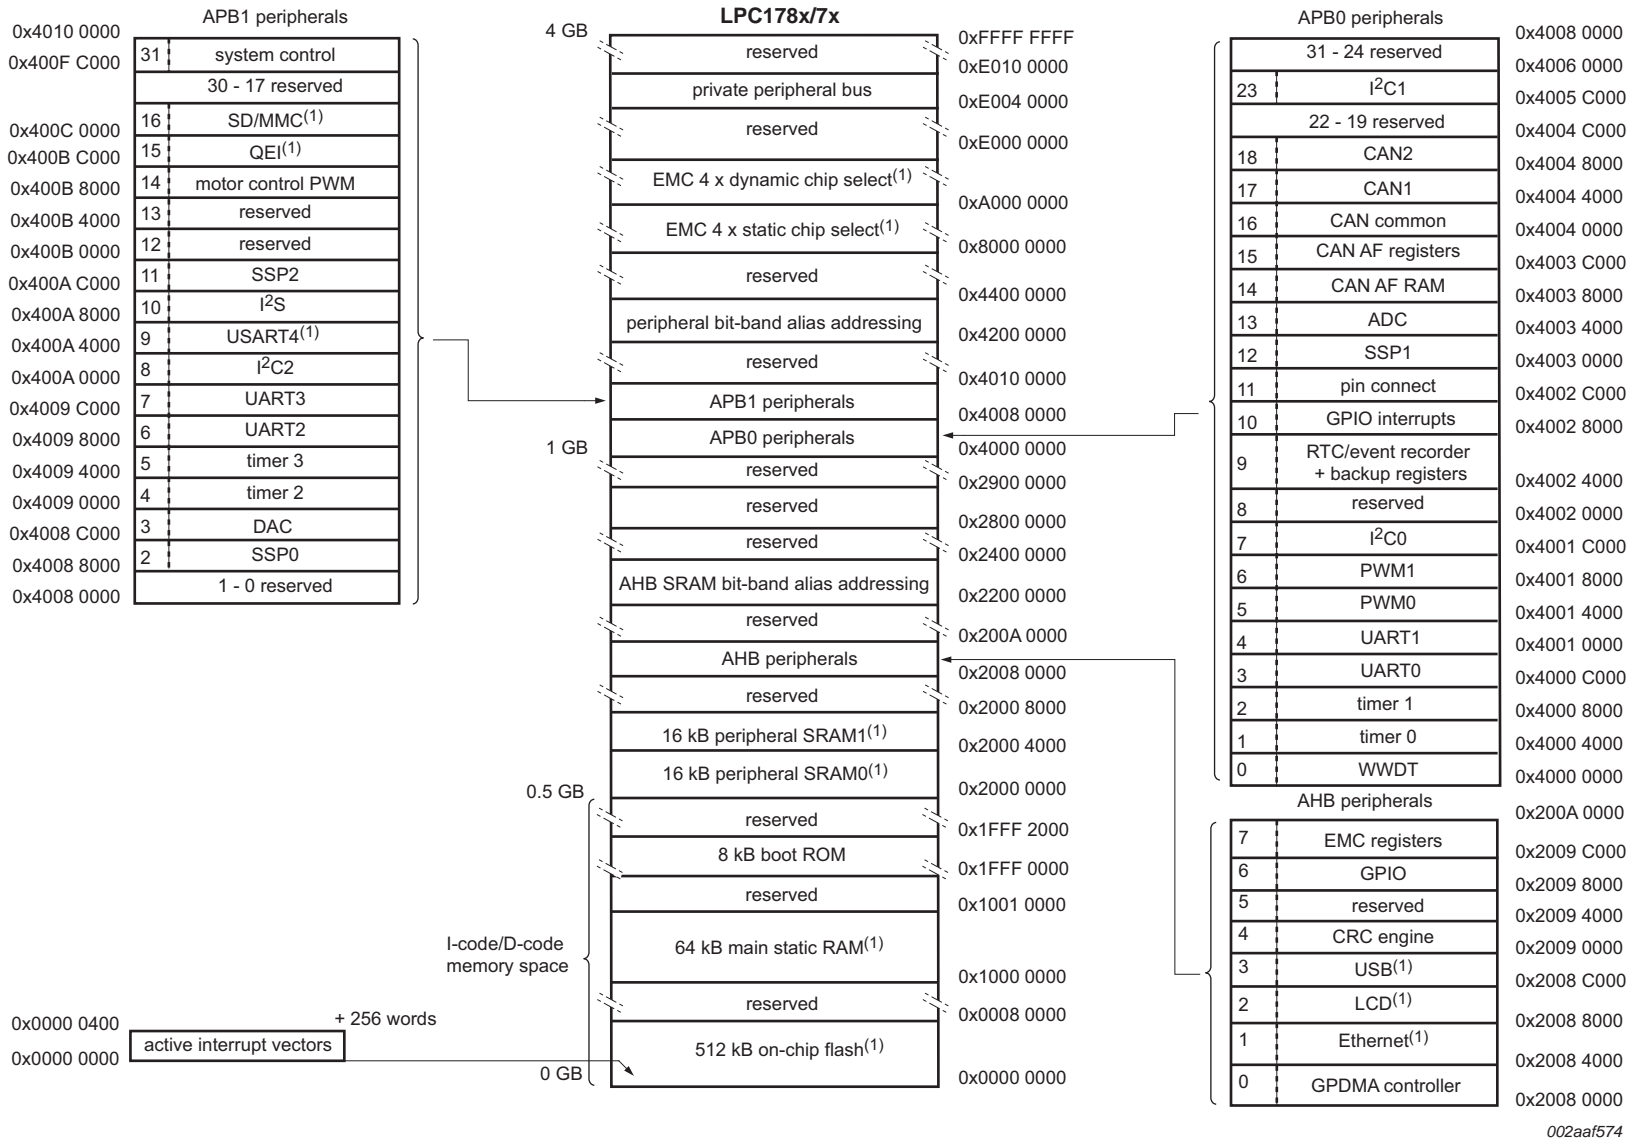 LPC178x/7x
APB1 peripherals
0x4010 0000
31 system control
0x400F C000
30 - 17 reserved
16 SD/MMC(1)
0x400C 0000
15 QEI(1)
0x400B C000
14 motor control PWM
0x400B 8000
13 reserved
0x400B 4000
12 reserved
0x400B 0000
11 SSP2
0x400A C000
10 I2S
0x400A 8000
9 USART4(1)
0x400A 4000
8 I2C2
0x400A 0000
7 UART3
0x4009 C000
6 UART2
0x4009 8000
5 timer 3
0x4009 4000
4 timer 2
0x4009 0000
3 DAC
0x4008 C000
2 SSP0
0x4008 8000
1 - 0 reserved
0x4008 0000
+ 256 words
0x0000 0400
active interrupt vectors
0x0000 0000
4 GB
0xFFFF FFFF
reserved
0xE010 0000
private peripheral bus
0xE004 0000
reserved
0xE000 0000
EMC 4 x dynamic chip select(1)
0xA000 0000
EMC 4 x static chip select(1)
0x8000 0000
reserved
0x4400 0000
peripheral bit-band alias addressing
0x4200 0000
reserved
0x4010 0000
APB1 peripherals
0x4008 0000
APB0 peripherals
1 GB
0x4000 0000
reserved
0x2900 0000
reserved
0x2800 0000
reserved
0x2400 0000
AHB SRAM bit-band alias addressing
0x2200 0000
reserved
0x200A 0000
AHB peripherals
0x2008 0000
reserved
0x2000 8000
16 kB peripheral SRAM1(1)
0x2000 4000
16 kB peripheral SRAM0(1)
0.5 GB
0x2000 0000
reserved
0x1FFF 2000
8 kB boot ROM
0x1FFF 0000
reserved
0x1001 0000
I-code/D-code
memory space
64 kB main static RAM(1)
0x1000 0000
reserved
0x0008 0000
512 kB on-chip flash(1)
0 GB
0x0000 0000
APB0 peripherals
0x4008 0000
31 - 24 reserved
0x4006 0000
23 I2C1
0x4005 C000
22 - 19 reserved
0x4004 C000
18 CAN2
0x4004 8000
17 CAN1
0x4004 4000
16 CAN common
0x4004 0000
15 CAN AF registers
0x4003 C000
14 CAN AF RAM
0x4003 8000
13 ADC
0x4003 4000
12 SSP1
0x4003 0000
11 pin connect
0x4002 C000
10 GPIO interrupts
0x4002 8000
9 RTC/event recorder
+ backup registers
0x4002 4000
8 reserved
0x4002 0000
7 I2C0
0x4001 C000
6 PWM1
0x4001 8000
5 PWM0
0x4001 4000
4 UART1
0x4001 0000
3 UART0
0x4000 C000
2 timer 1
0x4000 8000
1 timer 0
0x4000 4000
0 WWDT
0x4000 0000
AHB peripherals
0x200A 0000
7 EMC registers
0x2009 C000
6 GPIO
0x2009 8000
5 reserved
0x2009 4000
4 CRC engine
0x2009 0000
3 USB(1)
0x2008 C000
2 LCD(1)
0x2008 8000
1 Ethernet(1)
0x2008 4000
0 GPDMA controller
0x2008 0000
002aaf574